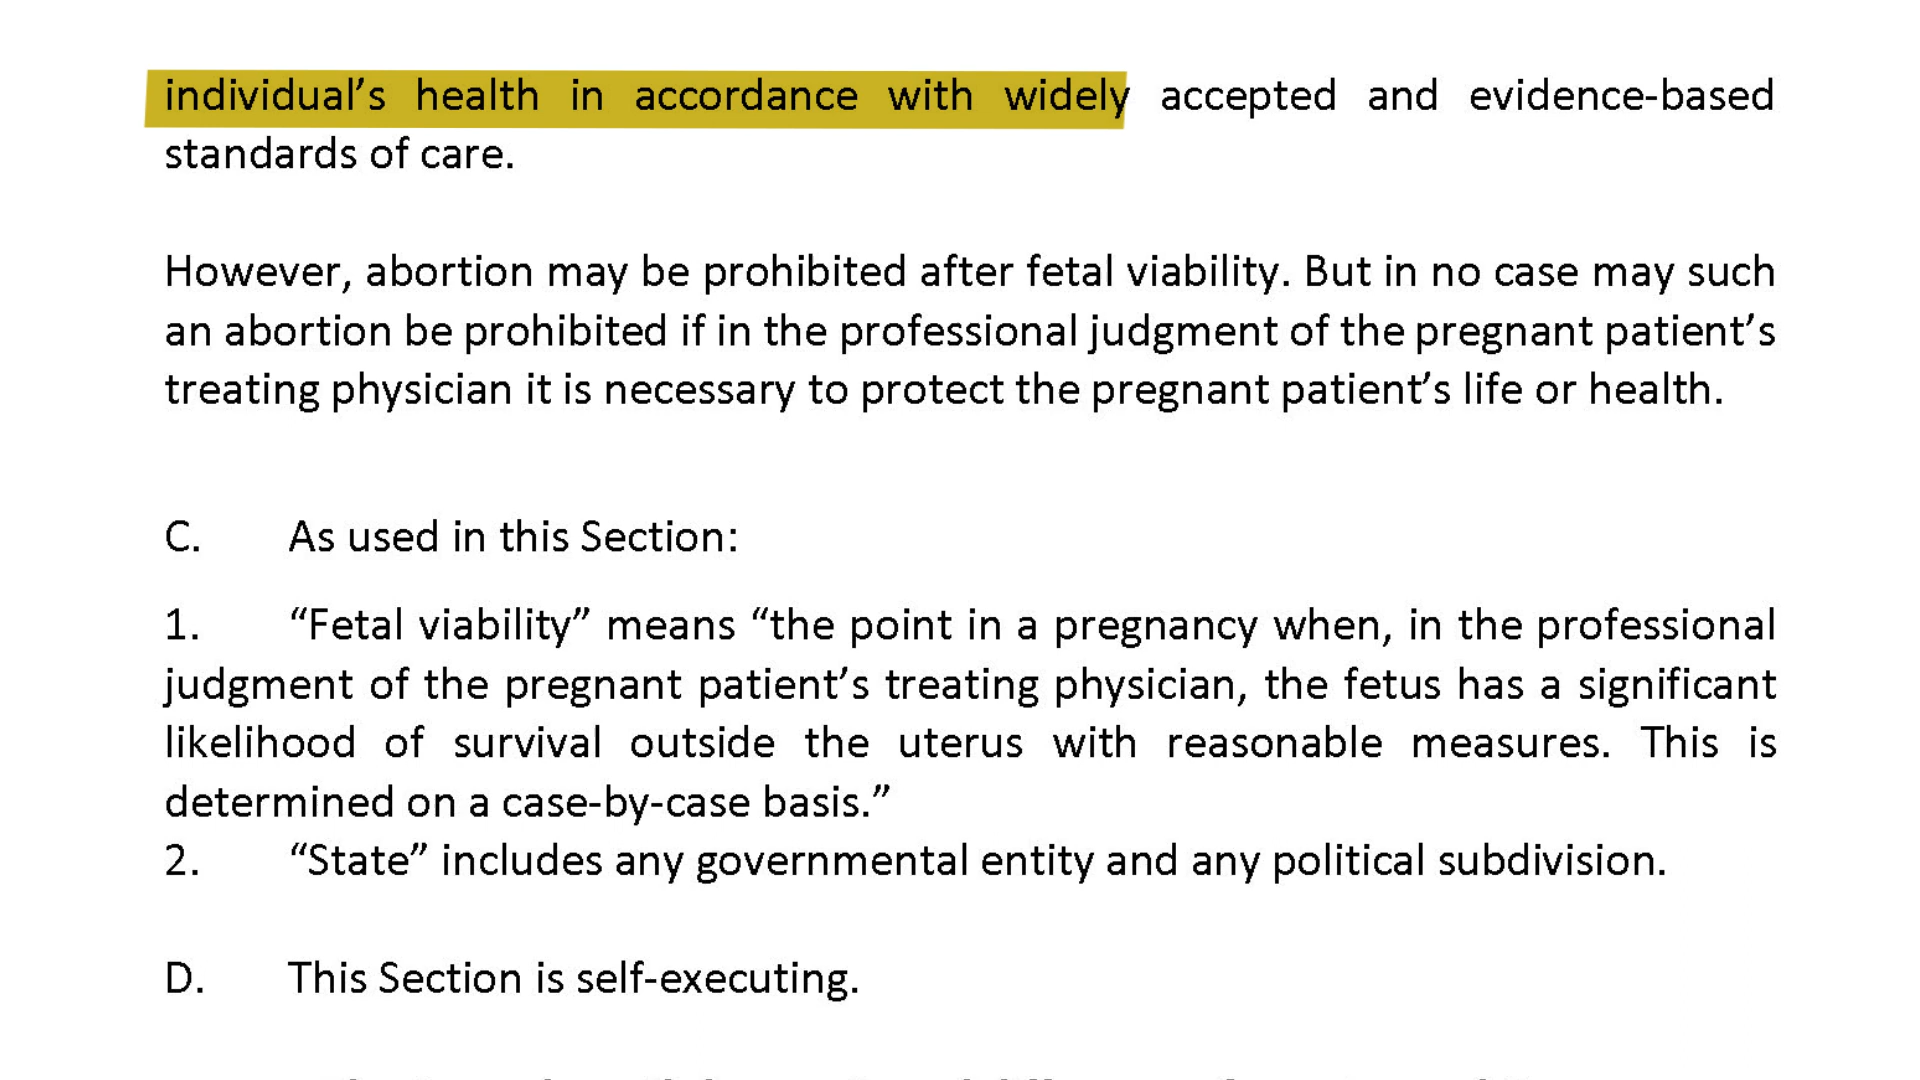 individual’s health in accordance with widely accepted and evidence-based
standards of care.
However, abortion may be prohibited after fetal viability. But in no case may such
an abortion be prohibited if in the professional judgment of the pregnant patient’s
treating physician it is necessary to protect the pregnant patient’s life or health.
C. As used in this Section:
1. “Fetal viability” means “the point in a pregnancy when, in the professional
judgment of the pregnant patient’s treating physician, the fetus has a significant
likelihood of survival outside the uterus with reasonable measures. This is
determined on a case-by-case basis.”
2. “State” includes any governmental entity and any political subdivision.
D. This Section is self-executing.